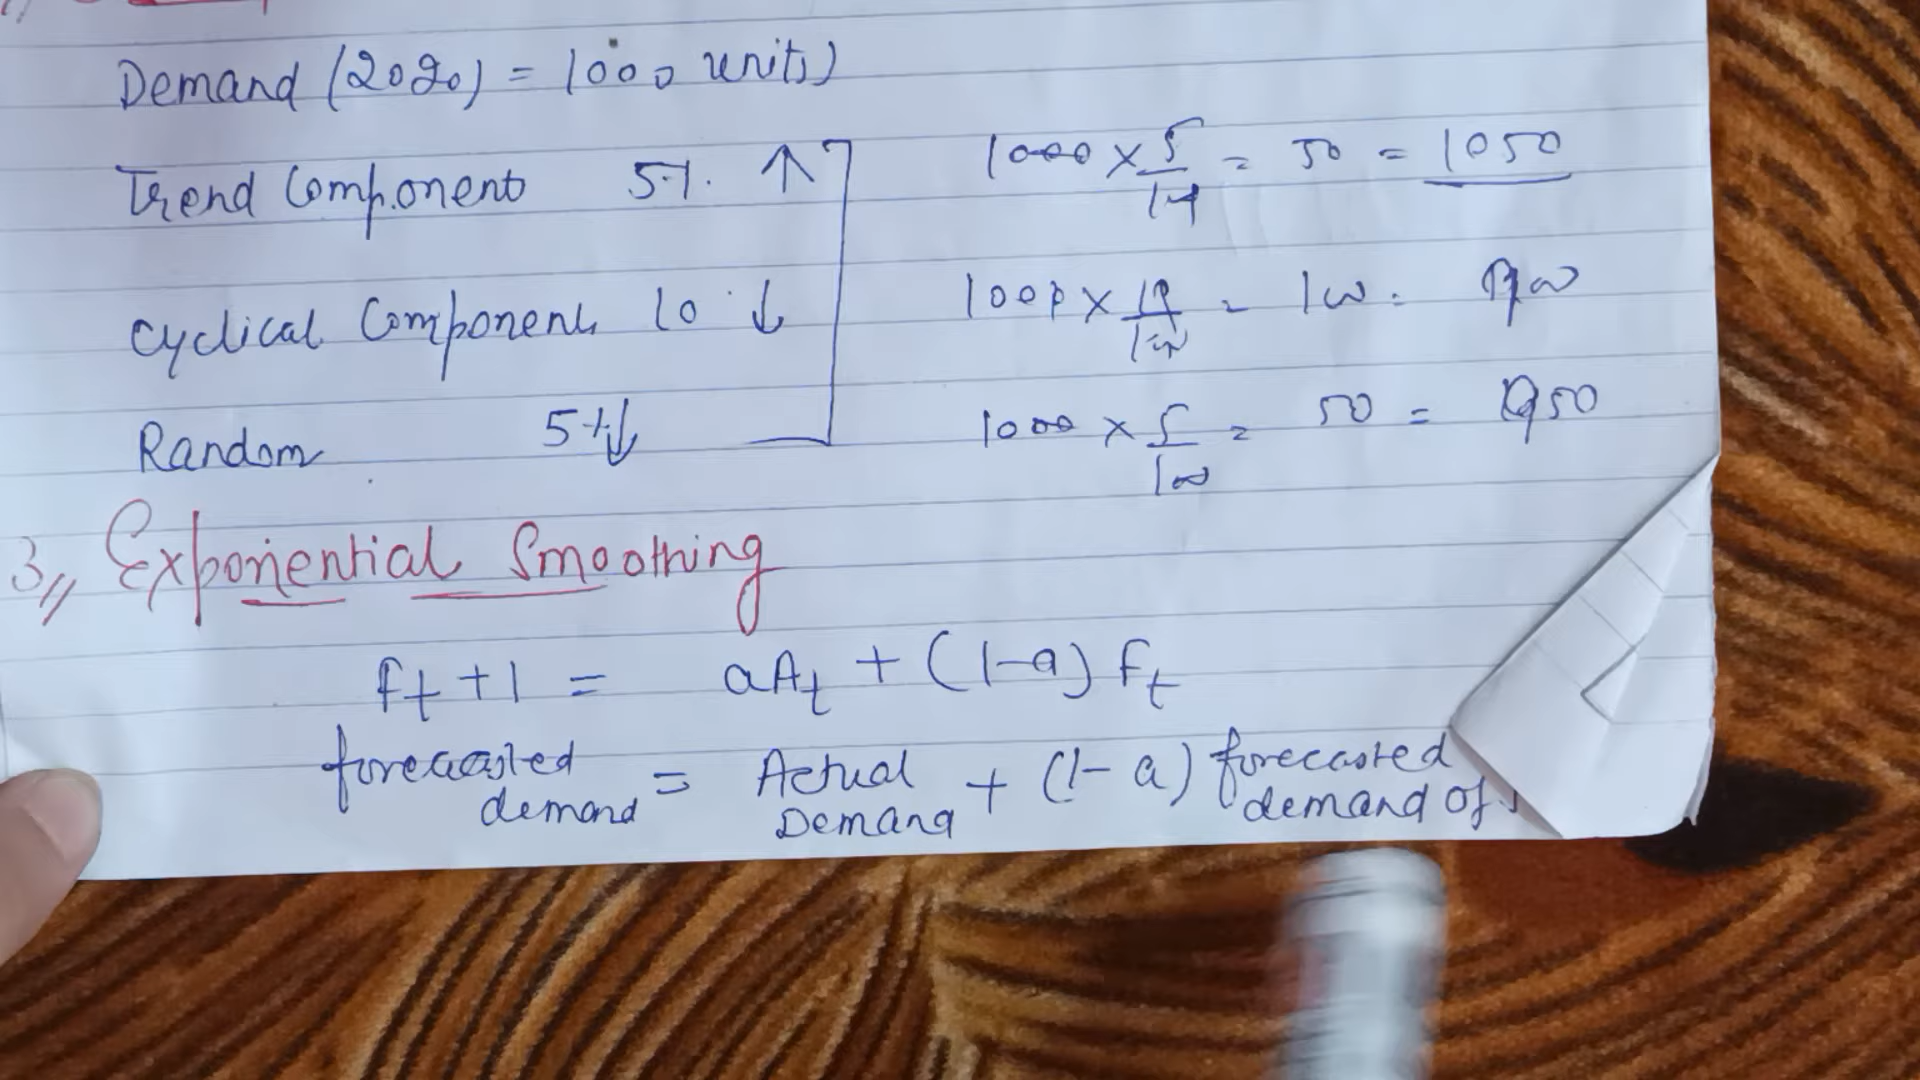 Demand (2020) = 1000 units)
Trend Component 5%. ↑ 1000 × 5/100 = 50 = 1050
Cyclical Component 10 ↓ 1000 × 10/100 = 100 = 900
Random 5% ↓ 1000 × 5/100 = 50 = 950
3// Exponential Smoothing
ft+1 = aAt + (1-a) ft
forecasted demand = Actual Demand + (1- a) forecasted demand of